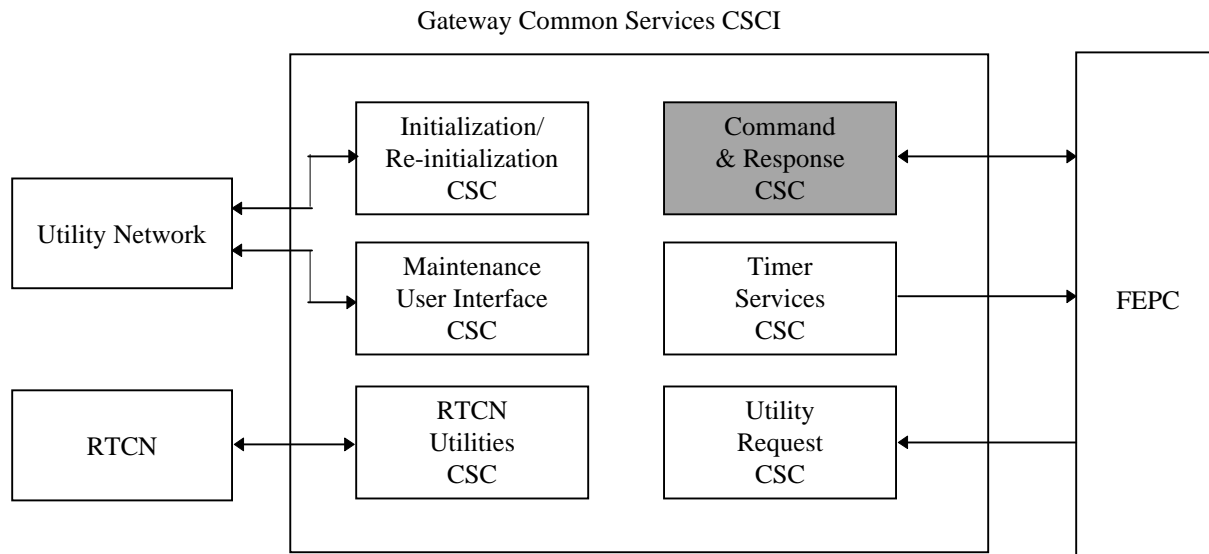 Gateway Common Services CSCI
Initialization/
Re-initialization
CSC
Command
& Response
CSC
Utility Network
Maintenance
User Interface
CSC
Timer
Services
CSC
FEPC
RTCN
RTCN
Utilities
CSC
Utility
Request
CSC